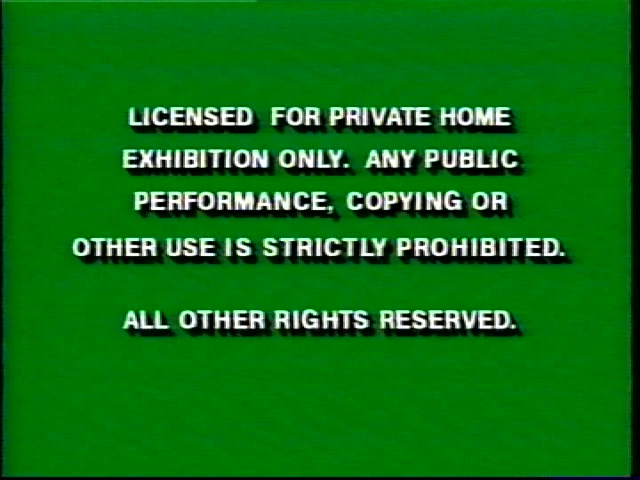 LICENSED FOR PRIVATE HOME
EXHIBITION ONLY. ANY PUBLIC
PERFORMANCE, COPYING OR
OTHER USE IS STRICTLY PROHIBITED.
ALL OTHER RIGHTS RESERVED.